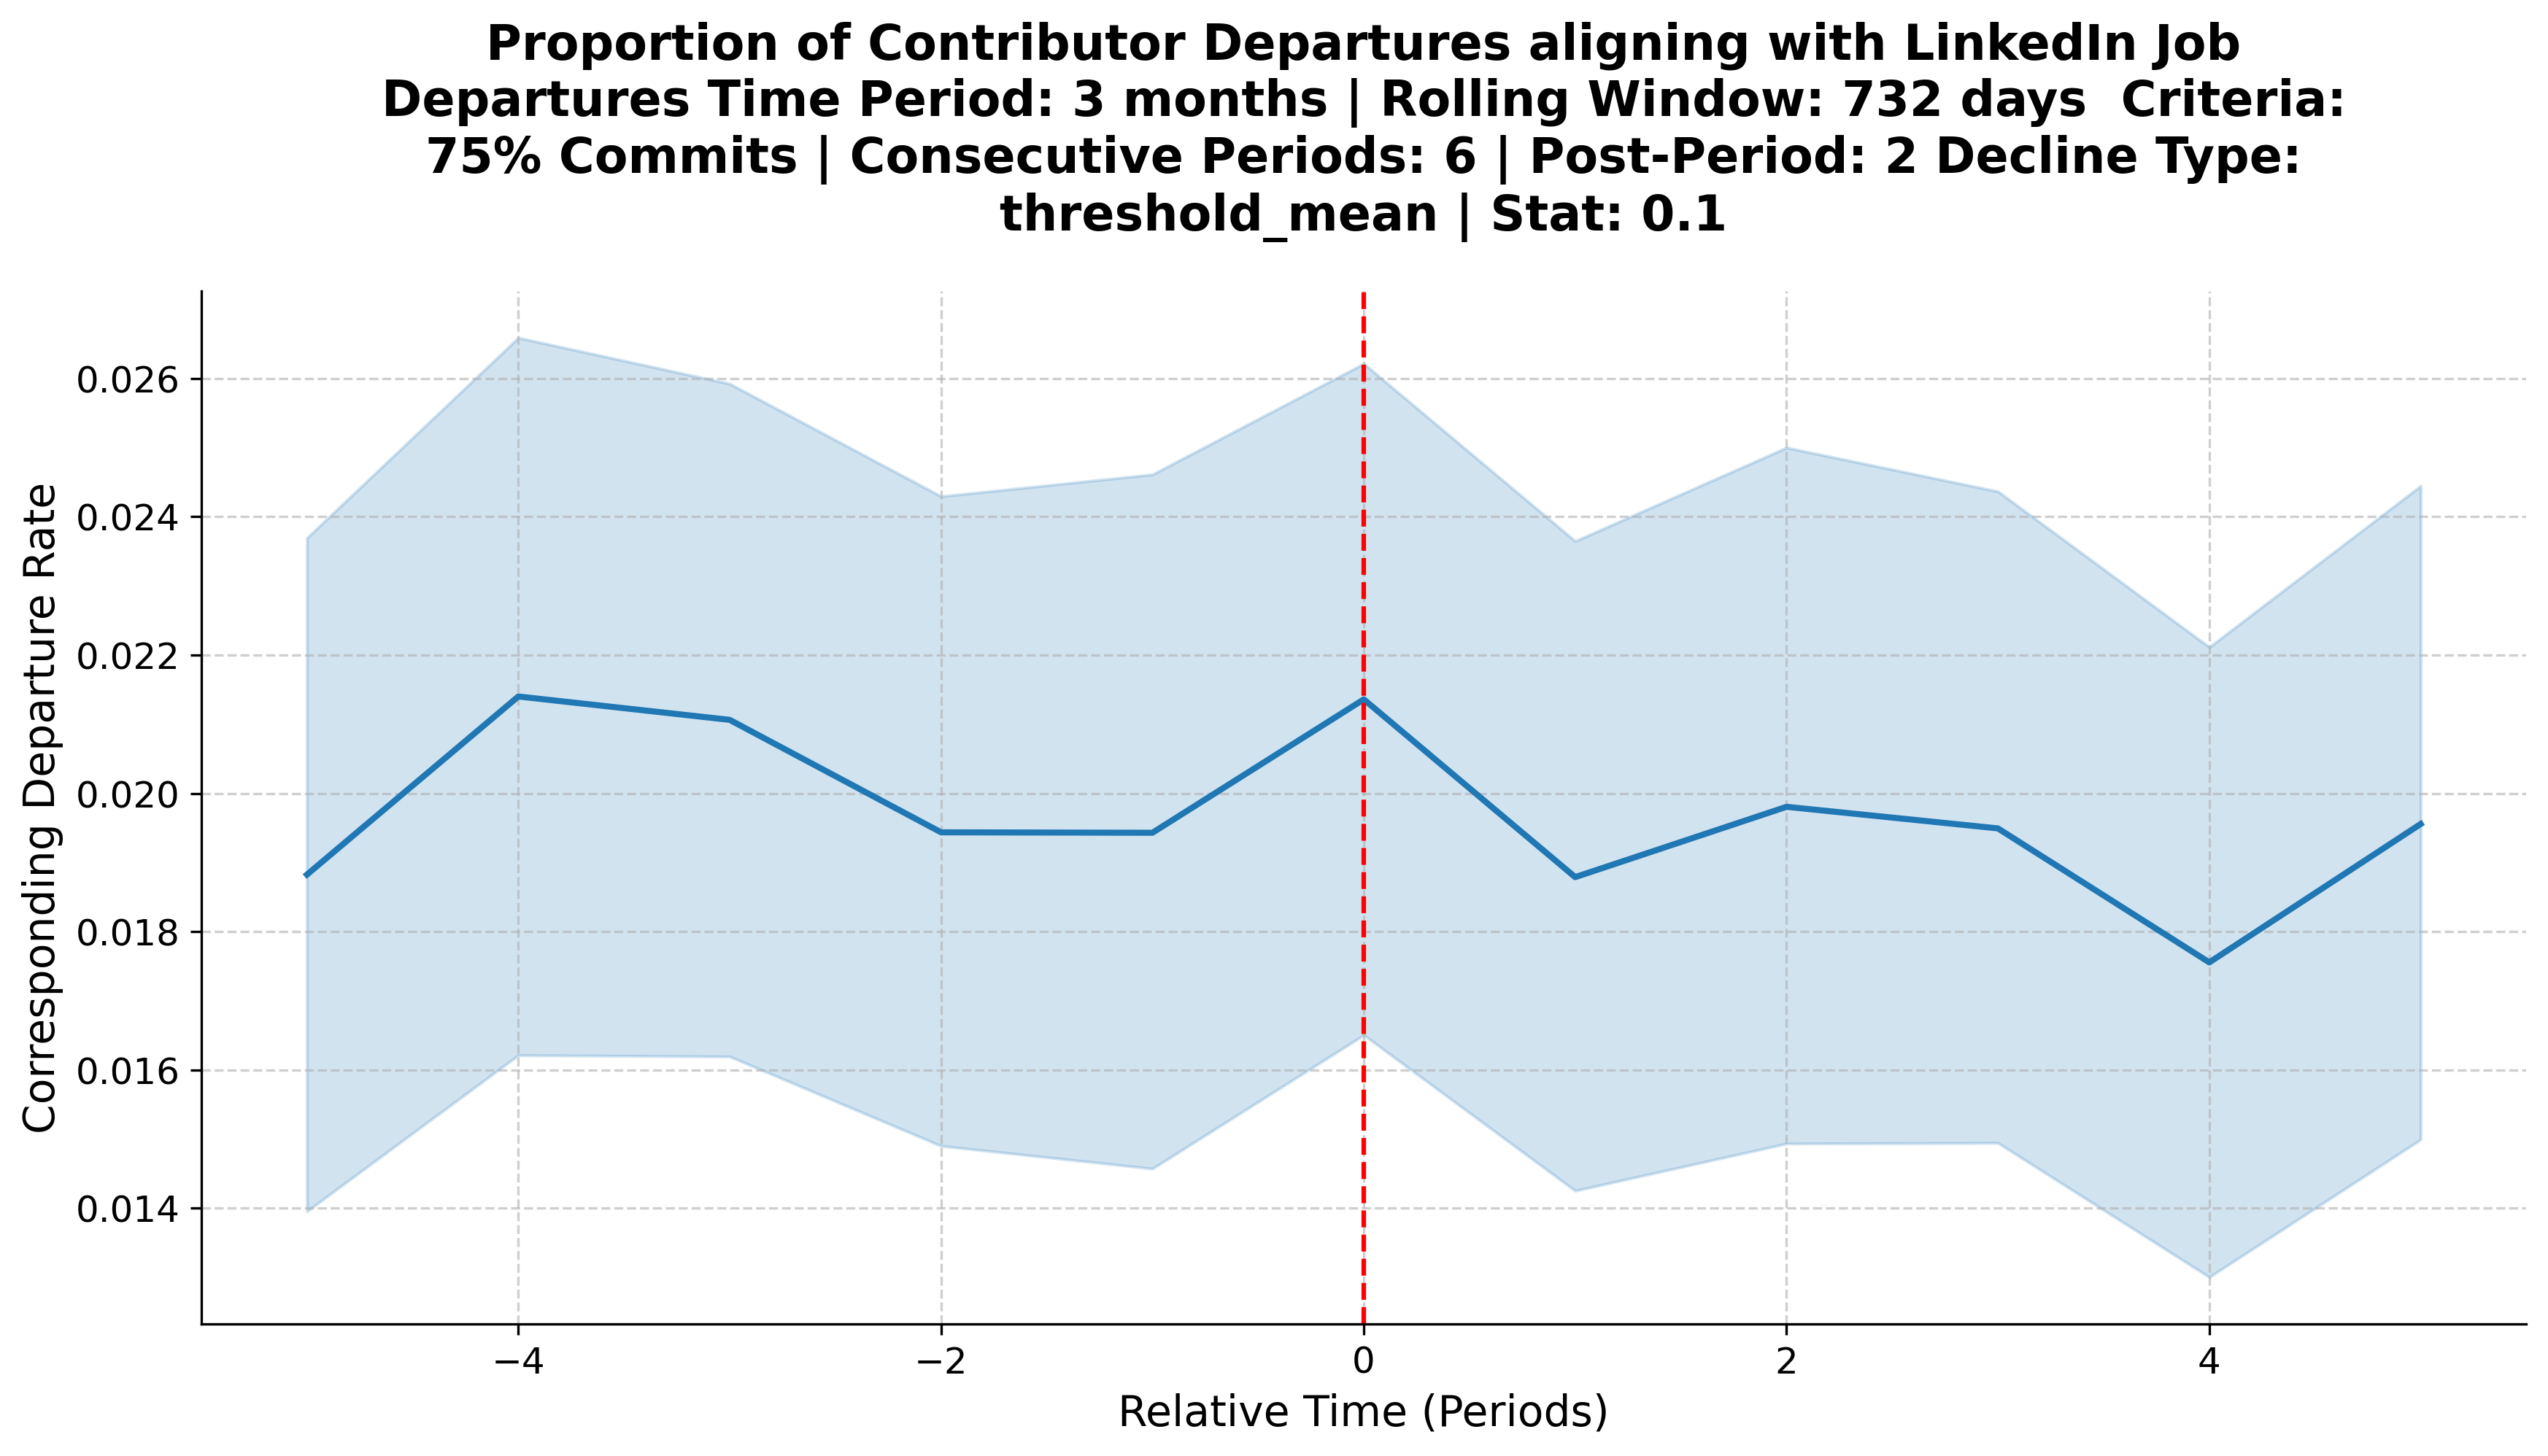 Proportion of Contributor Departures aligning with LinkedIn Job
Departures Time Period: 3 months | Rolling Window: 732 days  Criteria:
75% Commits | Consecutive Periods: 6 | Post-Period: 2 Decline Type:
threshold_mean | Stat: 0.1
Corresponding Departure Rate
0.026
0.024
0.022
0.020
0.018
0.016
0.014
−4
−2
0
2
4
Relative Time (Periods)